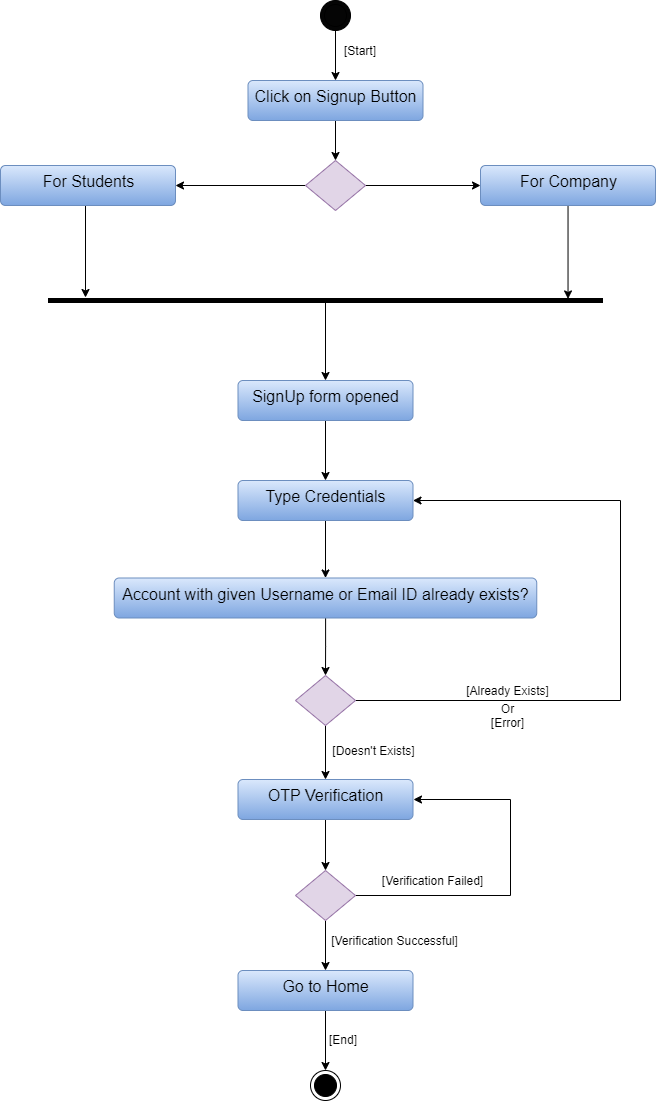 [Start]
Click on Signup Button
For Students
For Company
SignUp form opened
Type Credentials
Account with given Username or Email ID already exists?
[Already Exists]
Or
[Error]
[Doesn't Exists]
OTP Verification
[Verification Failed]
[Verification Successful]
Go to Home
[End]